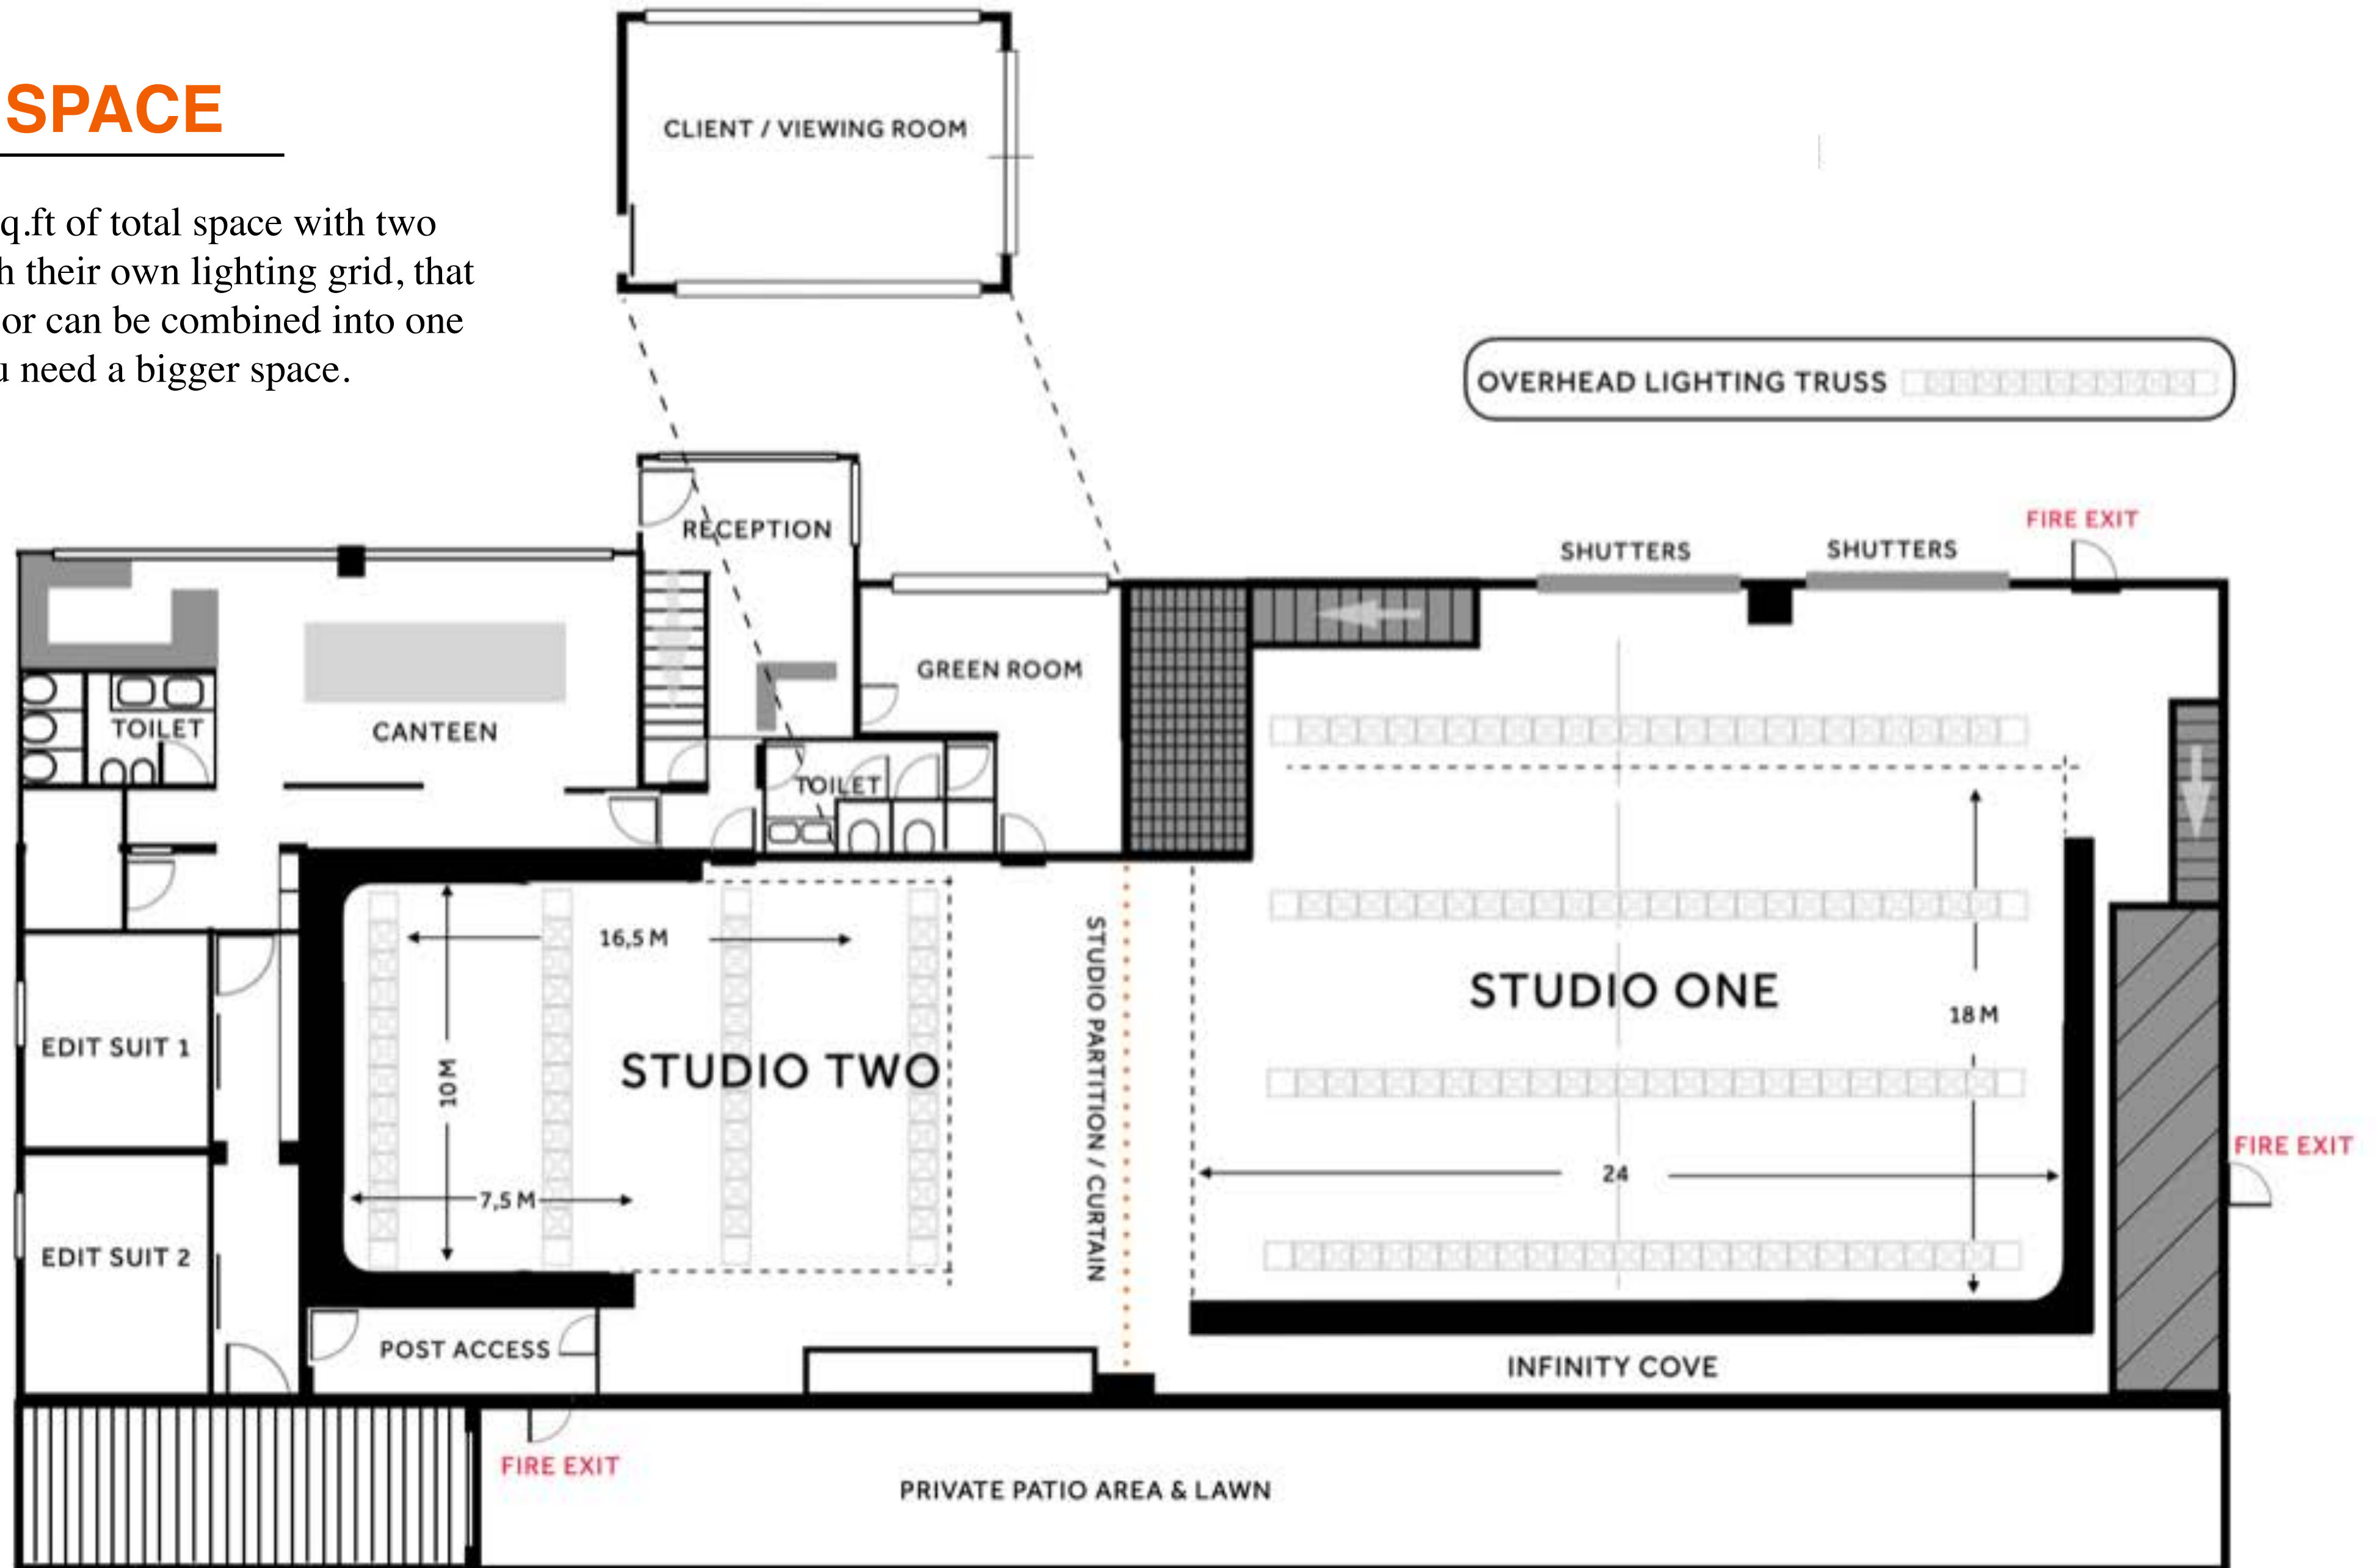 SPACE
q.ft of total space with two
h their own lighting grid, that
or can be combined into one
u need a bigger space.
CLIENT / VIEWING ROOM
OVERHEAD LIGHTING TRUSS
RECEPTION
FIRE EXIT
SHUTTERS
SHUTTERS
GREEN ROOM
TOILET
CANTEEN
TOILET
16,5 M
STUDIO PARTITION / CURTAIN
STUDIO ONE
18 M
EDIT SUIT 1
10M
STUDIO TWO
FIRE EXIT
24
7,5 M
EDIT SUIT 2
POST ACCESS
INFINITY COVE
FIRE EXIT
PRIVATE PATIO AREA & LAWN